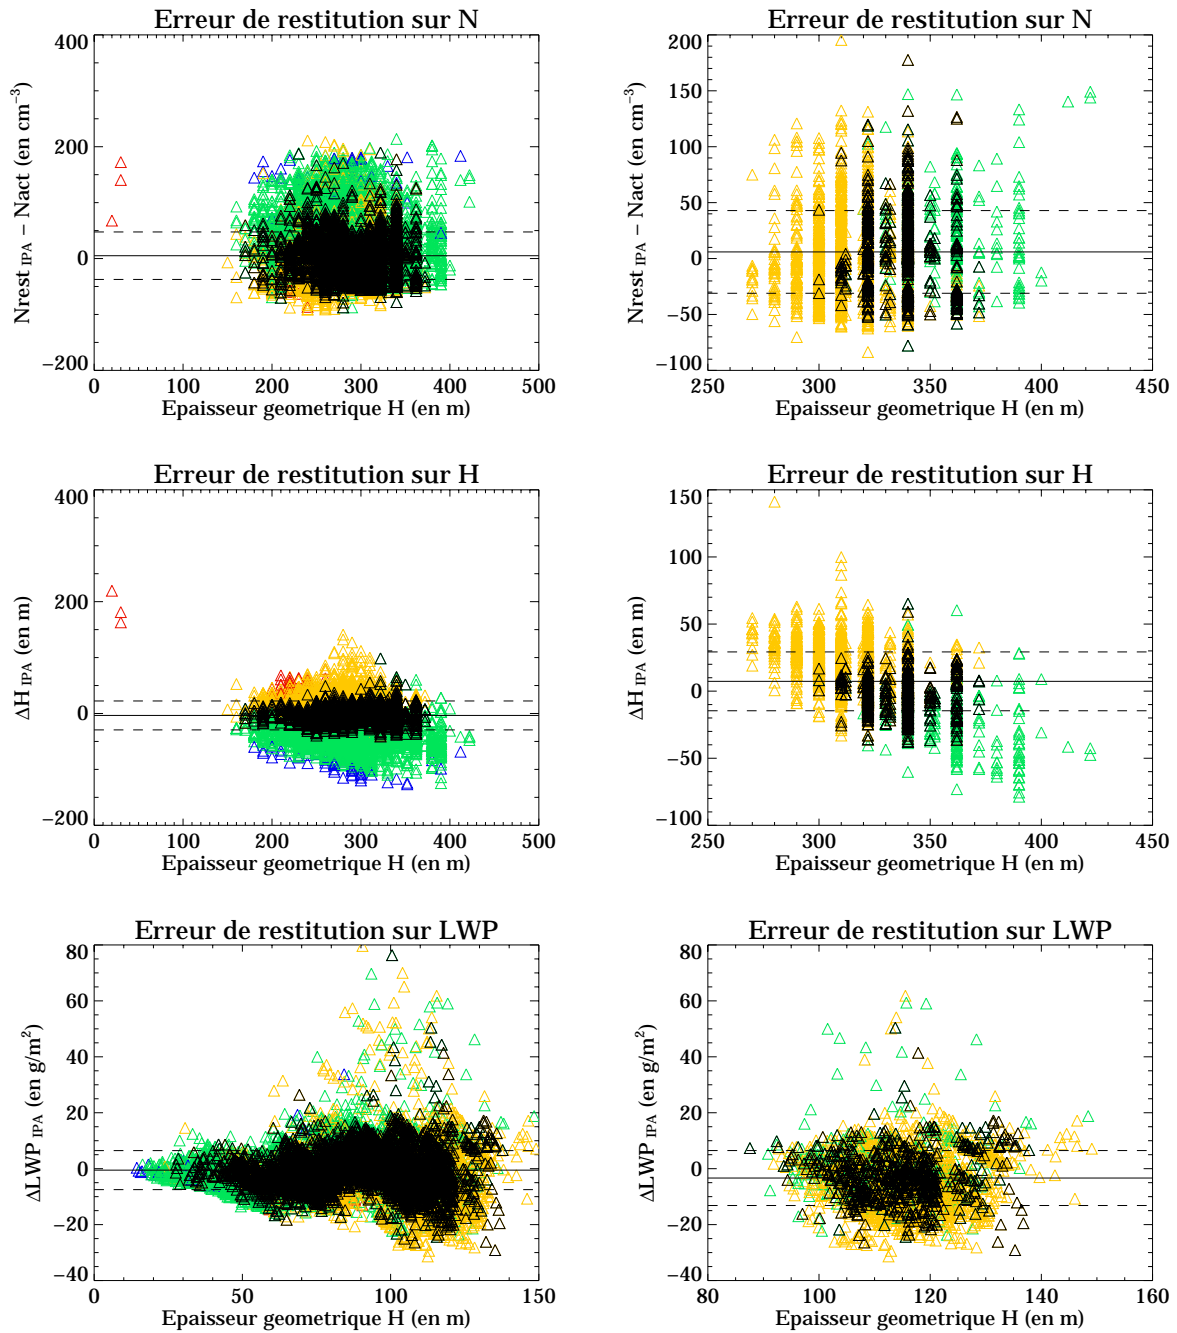 Erreur de restitution sur N
Nrest IPA − Nact (en cm−3)
400
200
0
−200
0 100 200 300 400 500
Epaisseur geometrique H (en m)
Erreur de restitution sur N
Nrest IPA − Nact (en cm−3)
200
150
100
50
0
−50
−100
250 300 350 400 450
Epaisseur geometrique H (en m)
Erreur de restitution sur H
ΔH IPA (en m)
400
200
0
−200
0 100 200 300 400 500
Epaisseur geometrique H (en m)
Erreur de restitution sur H
ΔH IPA (en m)
150
100
50
0
−50
−100
250 300 350 400 450
Epaisseur geometrique H (en m)
Erreur de restitution sur LWP
ΔLWP IPA (en g/m2)
80
60
40
20
0
−20
−40
0 50 100 150
Epaisseur geometrique H (en m)
Erreur de restitution sur LWP
ΔLWP IPA (en g/m2)
80
60
40
20
0
−20
−40
80 100 120 140 160
Epaisseur geometrique H (en m)